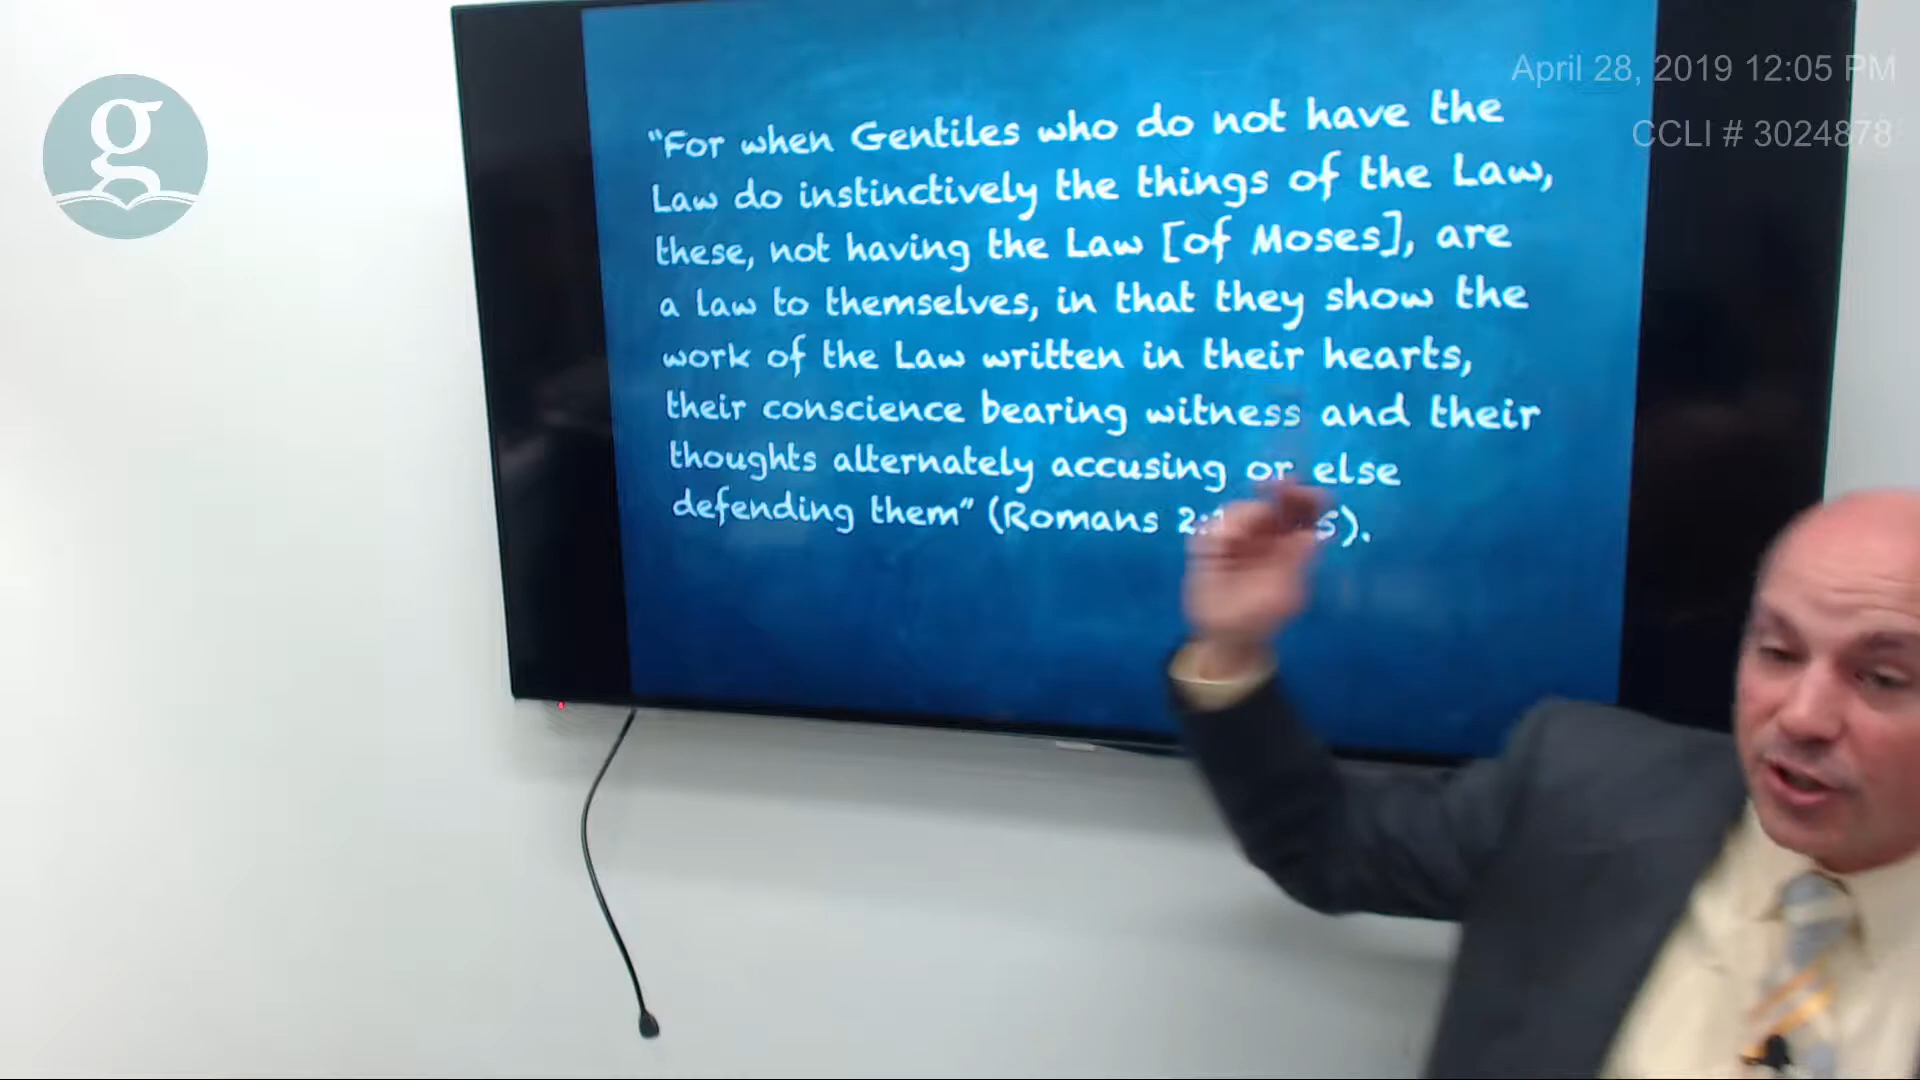 g
April 28, 2019 12:05 PM
CCLI # 3024878
"For when Gentiles who do not have the
Law do instinctively the things of the Law,
these, not having the Law [of Moses], are
a law to themselves, in that they show the
work of the Law written in their hearts,
their conscience bearing witness and their
thoughts alternately accusing or else
defending them" (Romans